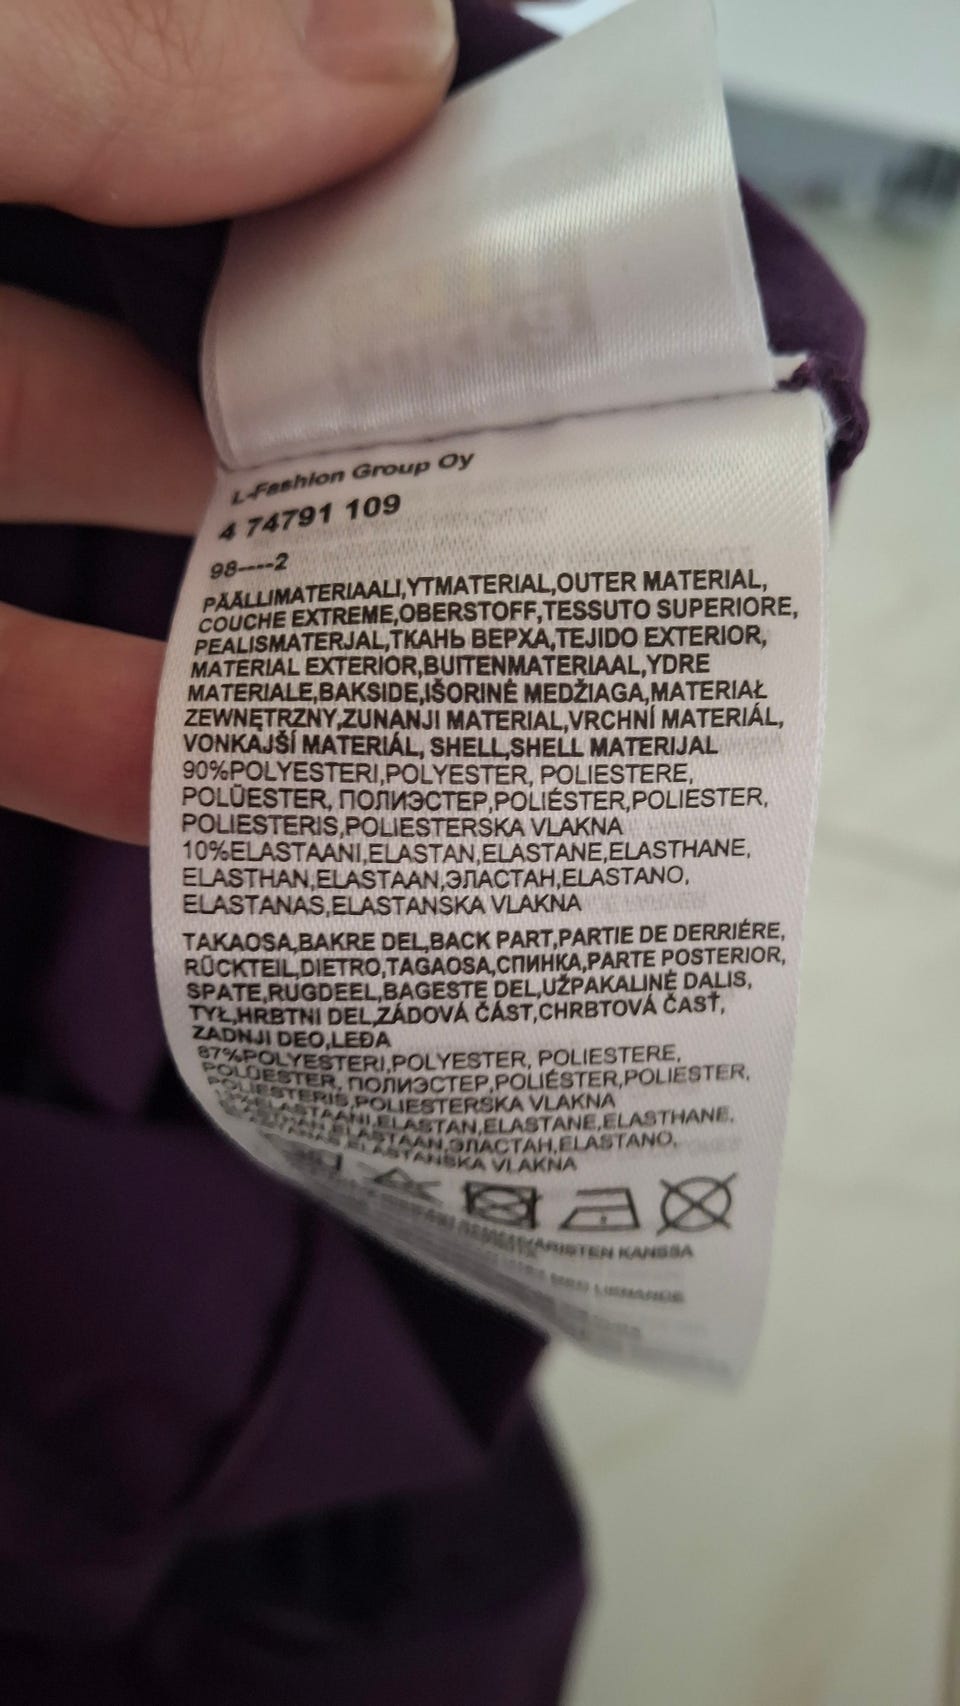 L-Fashion Group Oy
4 74791 109
98----2
PÄÄLLIMATERIAALI,YTMATERIAL,OUTER MATERIAL,
COUCHE EXTREME,OBERSTOFF,TESSUTO SUPERIORE,
PEALISMATERJAL,ТКАНЬ ВЕРХА,TEJIDO EXTERIOR,
MATERIAL EXTERIOR,BUITENMATERIAAL,YDRE
MATERIALE,BAKSIDE,IŠORINĖ MEDŽIAGA,MATERIAŁ
ZEWNĘTRZNY,ZUNANJI MATERIAL,VRCHNÍ MATERIÁL,
VONKAJŠÍ MATERIÁL, SHELL,SHELL MATERIJAL
90%POLYESTERI,POLYESTER, POLIESTERE,
POLÜESTER, ПОЛИЭСТЕР,POLIÉSTER,POLIESTER,
POLIESTERIS,POLIESTERSKA VLAKNA
10%ELASTAANI,ELASTAN,ELASTANE,ELASTHANE,
ELASTHAN,ELASTAAN,ЭЛАСТАН,ELASTANO,
ELASTANAS,ELASTANSKA VLAKNA
TAKAOSA,BAKRE DEL,BACK PART,PARTIE DE DERRIÉRE,
RÜCKTEIL,DIETRO,TAGAOSA,СПИНКА,PARTE POSTERIOR,
SPATE,RUGDEEL,BAGESTE DEL,UŽPAKALINĖ DALIS,
TYŁ,HRBTNI DEL,ZÁDOVÁ ČÁST,CHRBTOVÁ ČASŤ,
ZADNJI DEO,LEĐA
87%POLYESTERI,POLYESTER, POLIESTERE,
POLÜESTER, ПОЛИЭСТЕР,POLIÉSTER,POLIESTER,
POLIESTERIS,POLIESTERSKA VLAKNA
ELASTAANI,ELASTAN,ELASTANE,ELASTHANE,
ELASTAAN,ЭЛАСТАН,ELASTANO,
ELASTANSKA VLAKNA
KANSSA